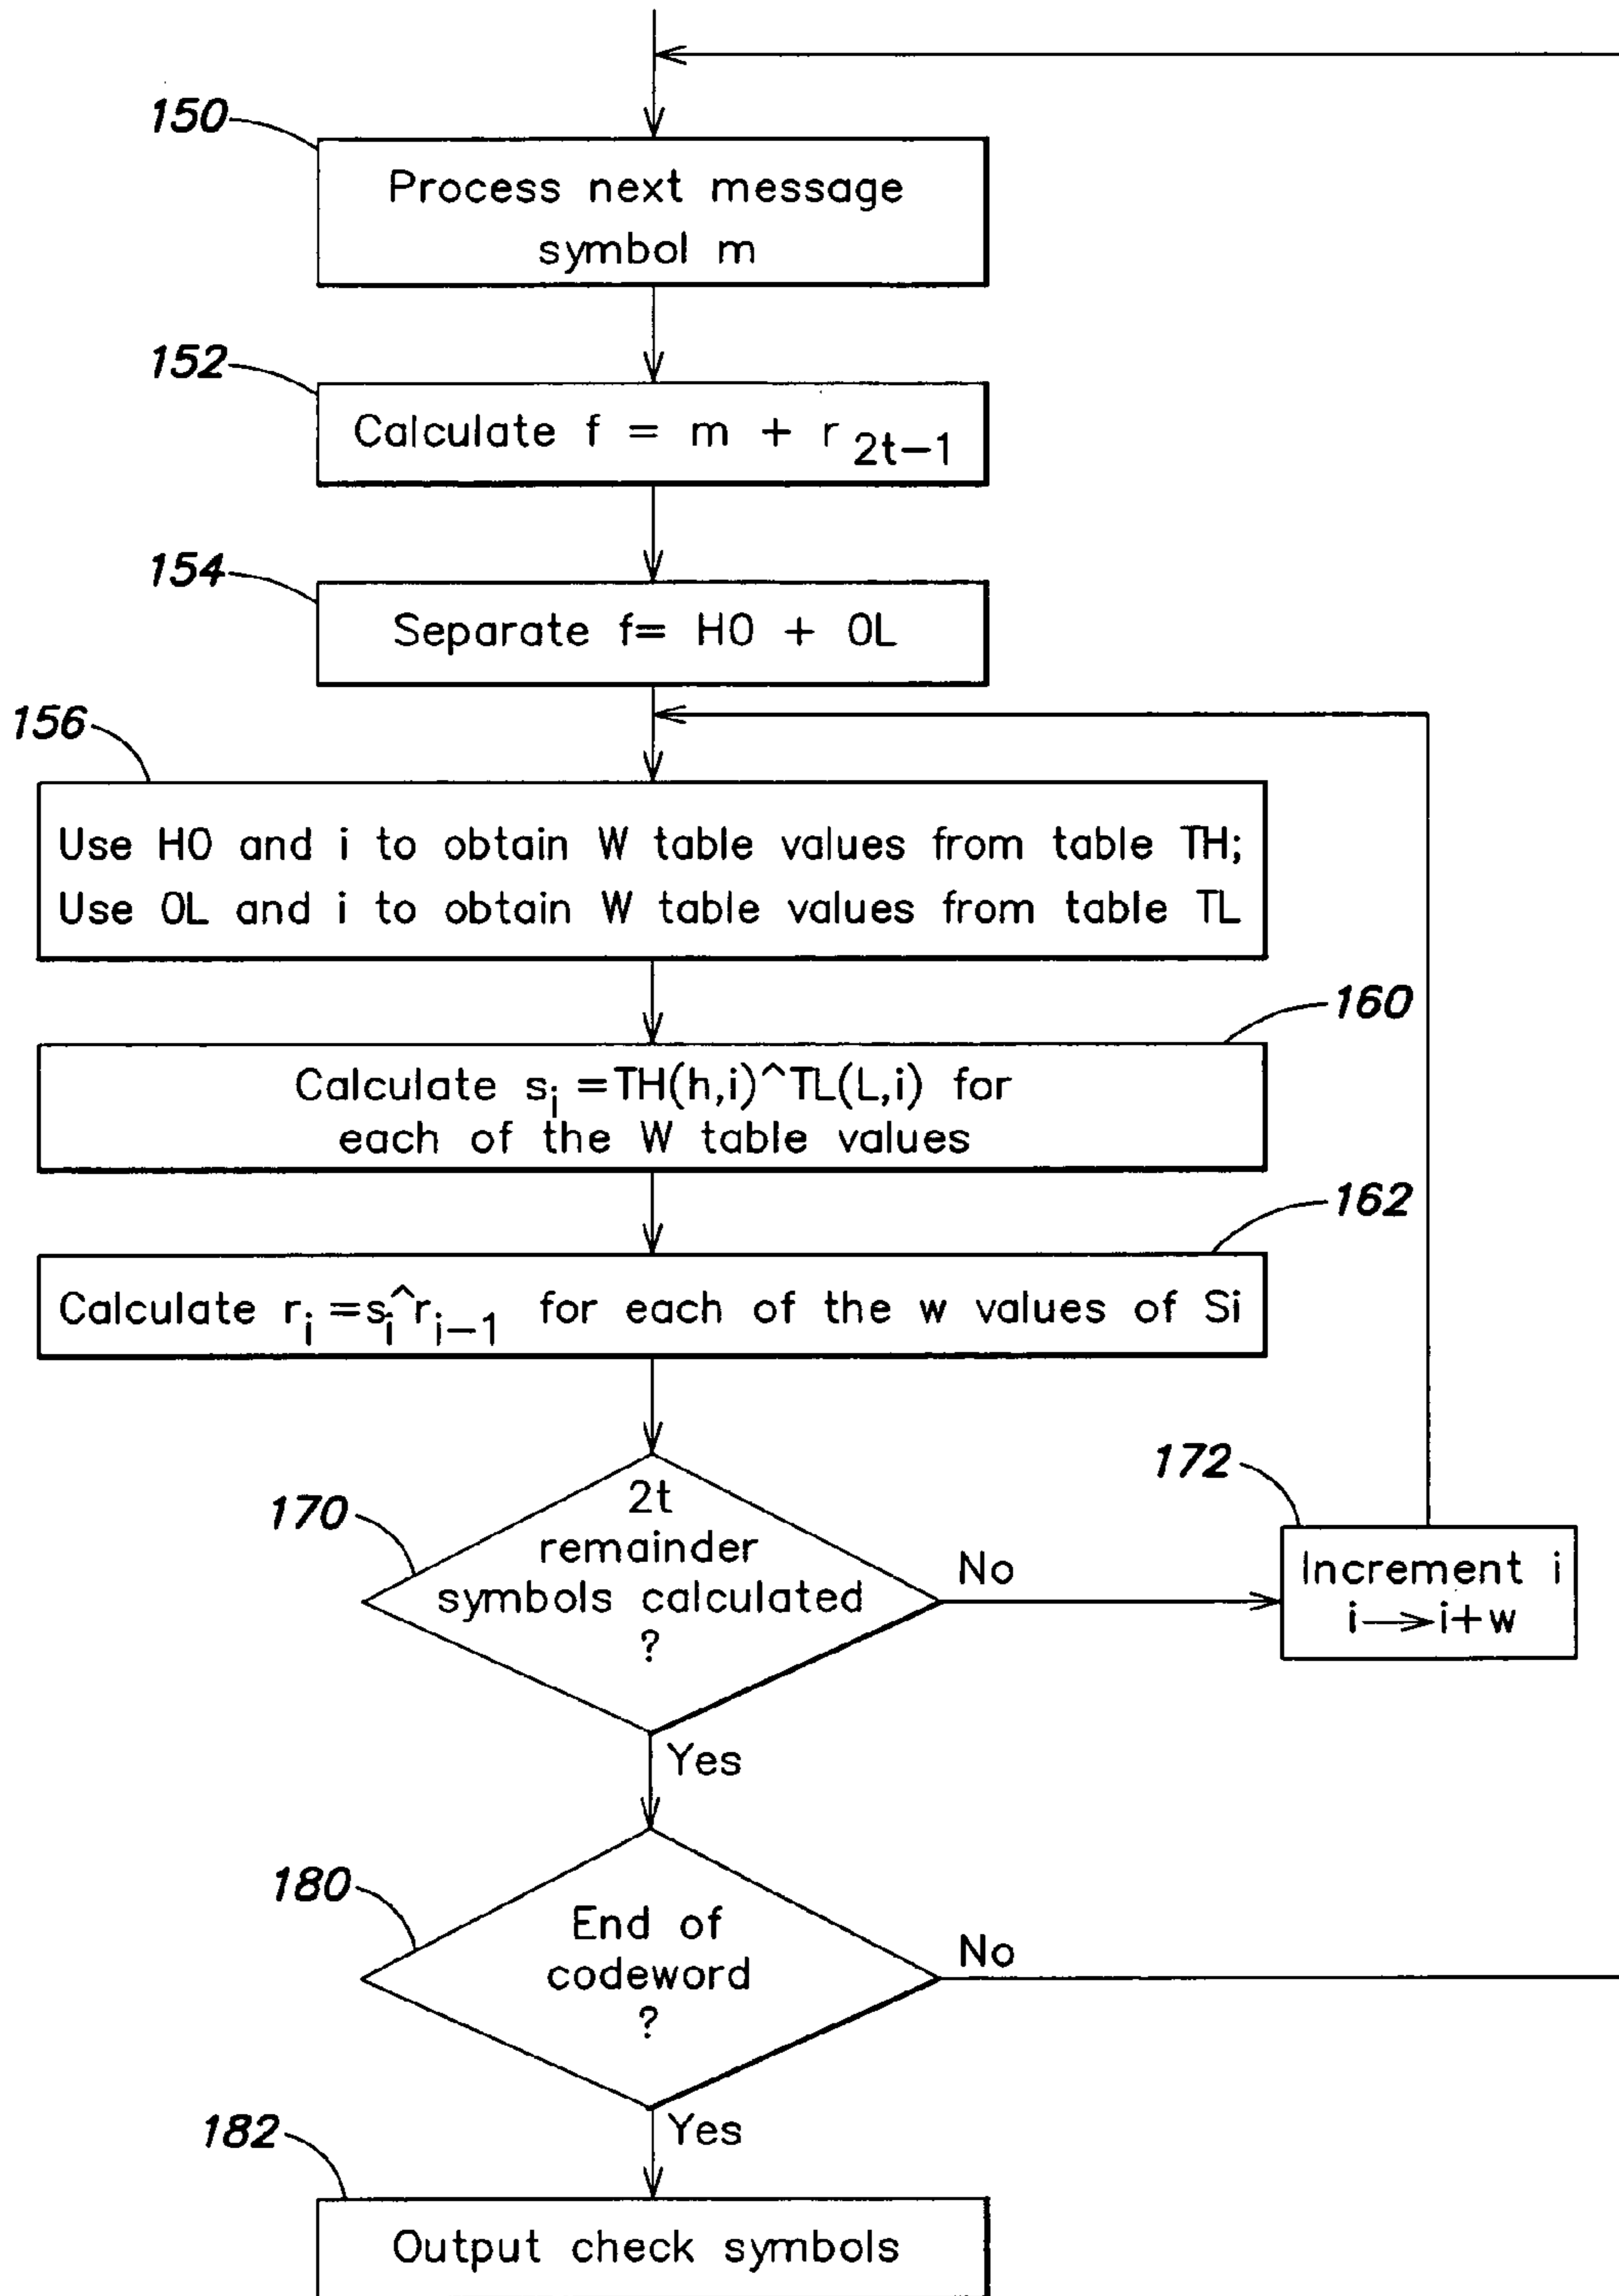 150
Process next message
symbol m
152
Calculate f = m + r 2t-1
154
Separate f= H0 + 0L
156
Use H0 and i to obtain W table values from table TH;
Use 0L and i to obtain W table values from table TL
160
Calculate si =TH(h,i)^TL(L,i) for
each of the W table values
162
Calculate ri =si^ri-1 for each of the w values of Si
170
2t
remainder
symbols calculated
?
No
172
Increment i
i→i+w
Yes
180
End of
codeword
?
No
Yes
182
Output check symbols